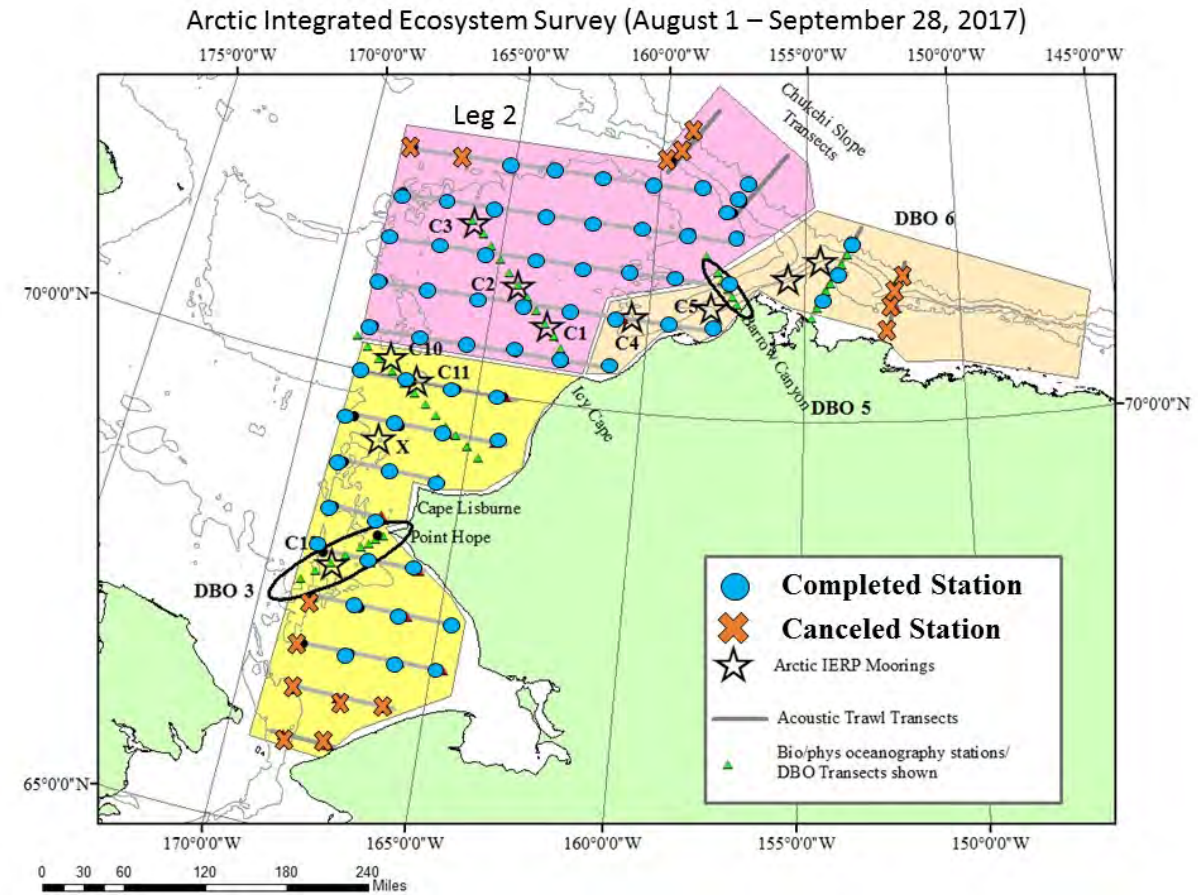 Arctic Integrated Ecosystem Survey (August 1 – September 28, 2017)
175°0'0"W
170°0'0"W
165°0'0"W
160°0'0"W
155°0'0"W
150°0'0"W
145°0'0"W
Leg 2
Chukchi Slope
Transects
DBO 6
C3
70°0'0"N
C2
C5
C1
C4
C10
C11
Barrow Canyon
Icy Cape
DBO 5
70°0'0"N
X
Cape Lisburne
Point Hope
C1
DBO 3
Completed Station
Canceled Station
Arctic IERP Moorings
Acoustic Trawl Transects
Bio/phys oceanography stations/
DBO Transects shown
65°0'0"N
170°0'0"W
165°0'0"W
160°0'0"W
155°0'0"W
150°0'0"W
0 30 60 120 180 240
Miles